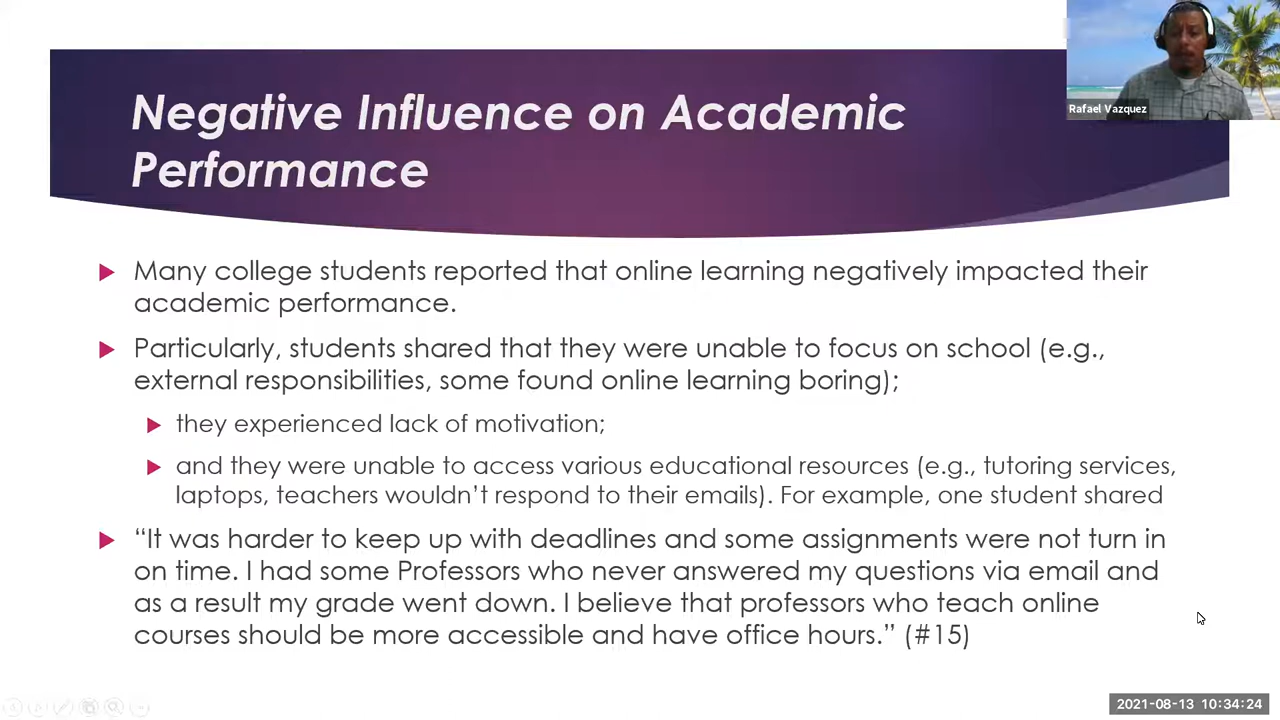 Negative Influence on Academic
Performance
Rafael Vazquez
Many college students reported that online learning negatively impacted their
academic performance.
Particularly, students shared that they were unable to focus on school (e.g.,
external responsibilities, some found online learning boring);
they experienced lack of motivation;
and they were unable to access various educational resources (e.g., tutoring services,
laptops, teachers wouldn’t respond to their emails). For example, one student shared
“It was harder to keep up with deadlines and some assignments were not turn in
on time. I had some Professors who never answered my questions via email and
as a result my grade went down. I believe that professors who teach online
courses should be more accessible and have office hours.” (#15)
2021-08-13 10:34:24